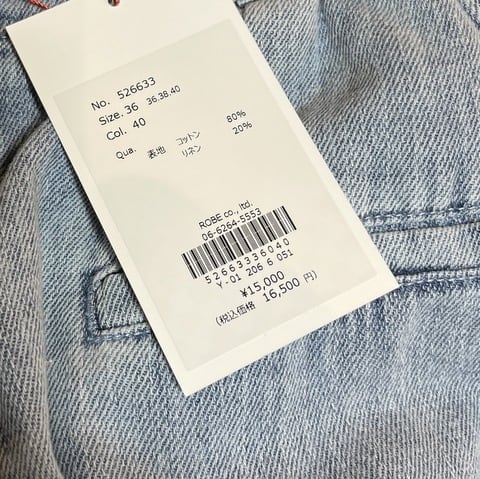 No. 526633
Size. 36 36,38,40
Col. 40
Qua. 表地 コットン 80%
リネン 20%
ROBE co., ltd.
06-6264-5553
52663336040
Y-01 206 6 051
¥15,000
(税込価格 16,500 円)